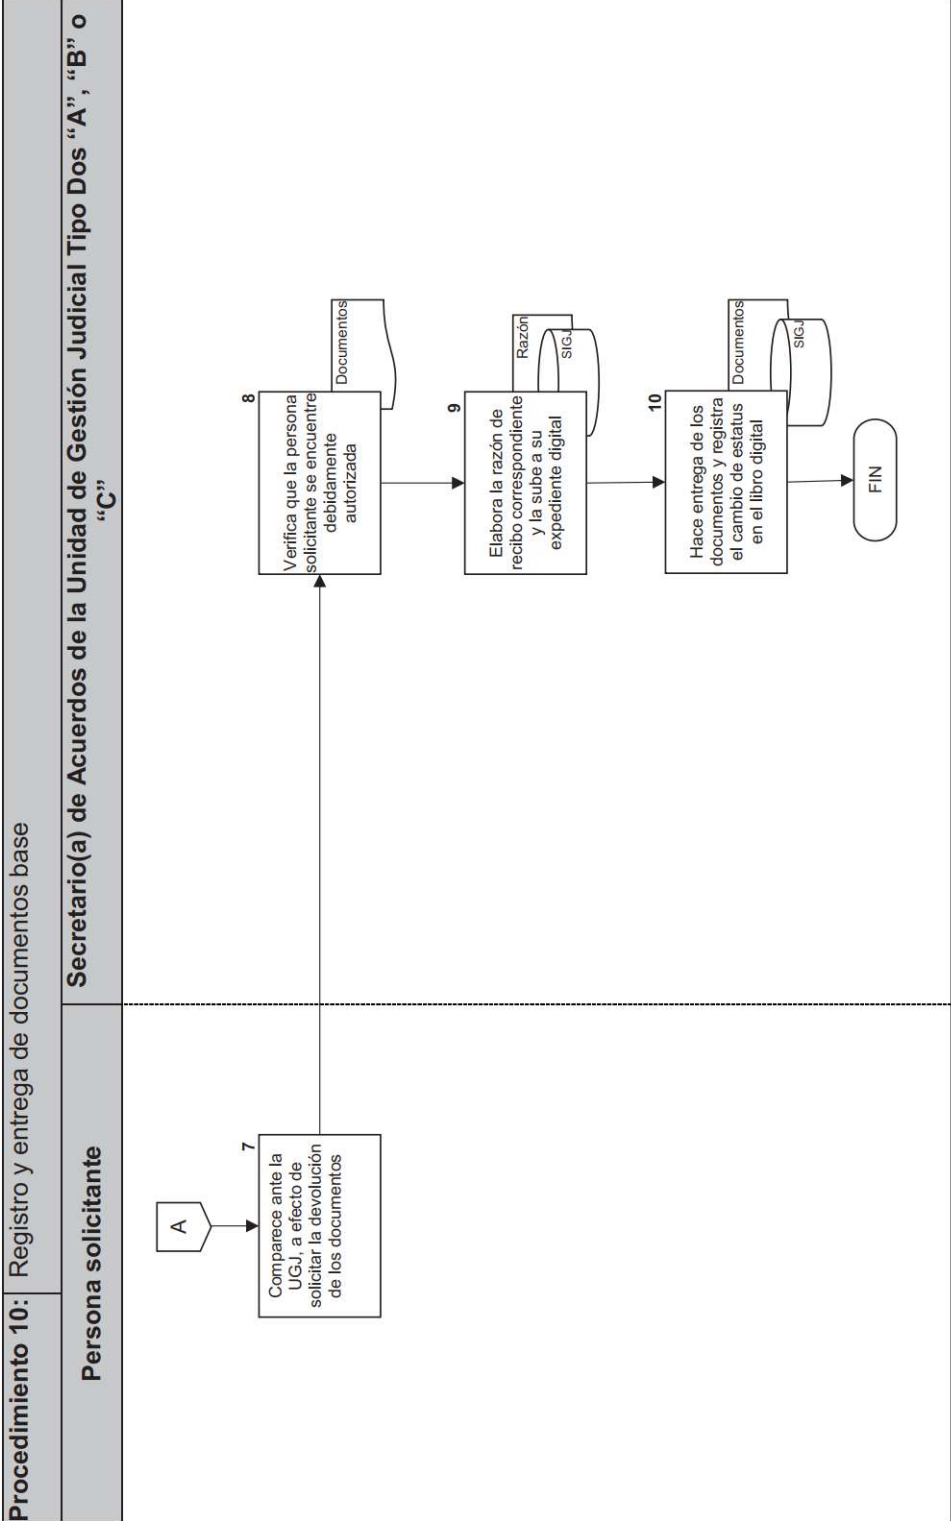 Procedimiento 10: Registro y entrega de documentos base
Persona solicitante
Secretario(a) de Acuerdos de la Unidad de Gestión Judicial Tipo Dos “A”, “B” o
“C”
A
7
Comparece ante la
UGJ, a efecto de
solicitar la devolución
de los documentos
8
Verifica que la persona
solicitante se encuentre
debidamente
autorizada
Documentos
9
Elabora la razón de
recibo correspondiente
y la sube a su
expediente digital
Razón
SIGJ
10
Hace entrega de los
documentos y registra
el cambio de estatus
en el libro digital
Documentos
SIGJ
FIN